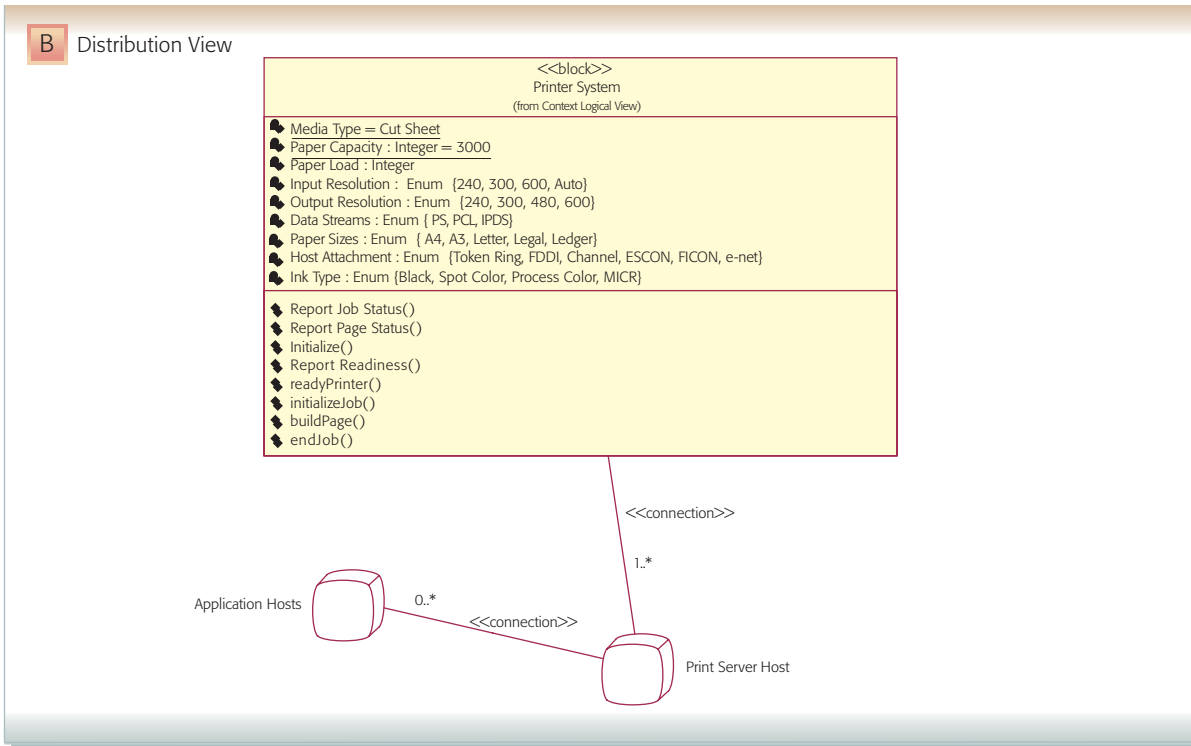 B Distribution View
<<block>>
Printer System
(from Context Logical View)
Media Type = Cut Sheet
Paper Capacity : Integer = 3000
Paper Load : Integer
Input Resolution : Enum {240, 300, 600, Auto}
Output Resolution : Enum {240, 300, 480, 600}
Data Streams : Enum { PS, PCL, IPDS}
Paper Sizes : Enum { A4, A3, Letter, Legal, Ledger}
Host Attachment : Enum {Token Ring, FDDI, Channel, ESCON, FICON, e-net}
Ink Type : Enum {Black, Spot Color, Process Color, MICR}
Report Job Status()
Report Page Status()
Initialize()
Report Readiness()
readyPrinter()
initializeJob()
buildPage()
endJob()
<<connection>>
1..*
Application Hosts
0..*
<<connection>>
Print Server Host